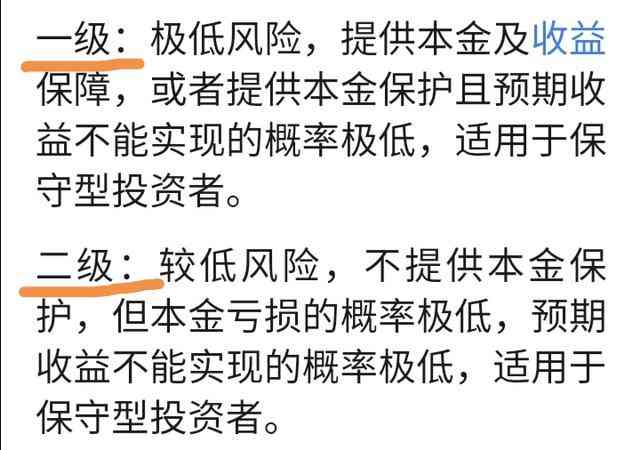 一级：极低风险，提供本金及收益
保障，或者提供本金保护且预期收
益不能实现的概率极低，适用于保
守型投资者。
二级：较低风险，不提供本金保
护，但本金亏损的概率极低，预期
收益不能实现的概率极低，适用于
保守型投资者。